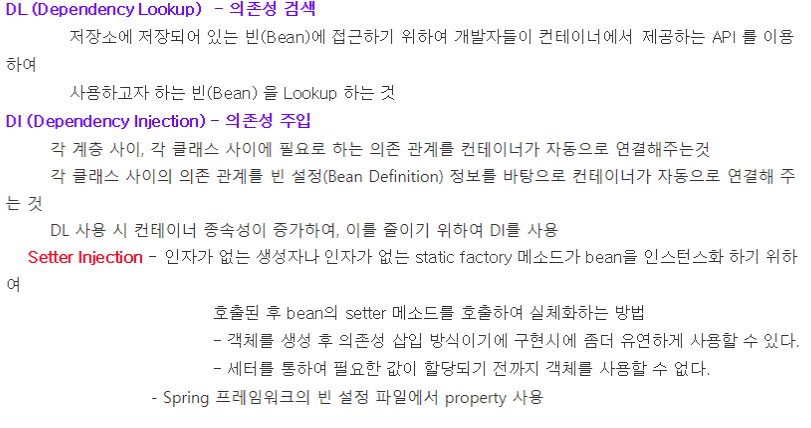 DL (Dependency Lookup) - 의존성 검색
저장소에 저장되어 있는 빈(Bean)에 접근하기 위하여 개발자들이 컨테이너에서 제공하는 API 를 이용
하여
사용하고자 하는 빈(Bean) 을 Lookup 하는 것
DI (Dependency Injection) - 의존성 주입
각 계층 사이, 각 클래스 사이에 필요로 하는 의존 관계를 컨테이너가 자동으로 연결해주는것
각 클래스 사이의 의존 관계를 빈 설정(Bean Definition) 정보를 바탕으로 컨테이너가 자동으로 연결해 주
는 것
DL 사용 시 컨테이너 종속성이 증가하여, 이를 줄이기 위하여 DI를 사용
Setter Injection - 인자가 없는 생성자나 인자가 없는 static factory 메소드가 bean을 인스턴스화 하기 위하
여
호출된 후 bean의 setter 메소드를 호출하여 실체화하는 방법
- 객체를 생성 후 의존성 삽입 방식이기에 구현시에 좀더 유연하게 사용할 수 있다.
- 세터를 통하여 필요한 값이 할당되기 전까지 객체를 사용할 수 없다.
- Spring 프레임워크의 빈 설정 파일에서 property 사용